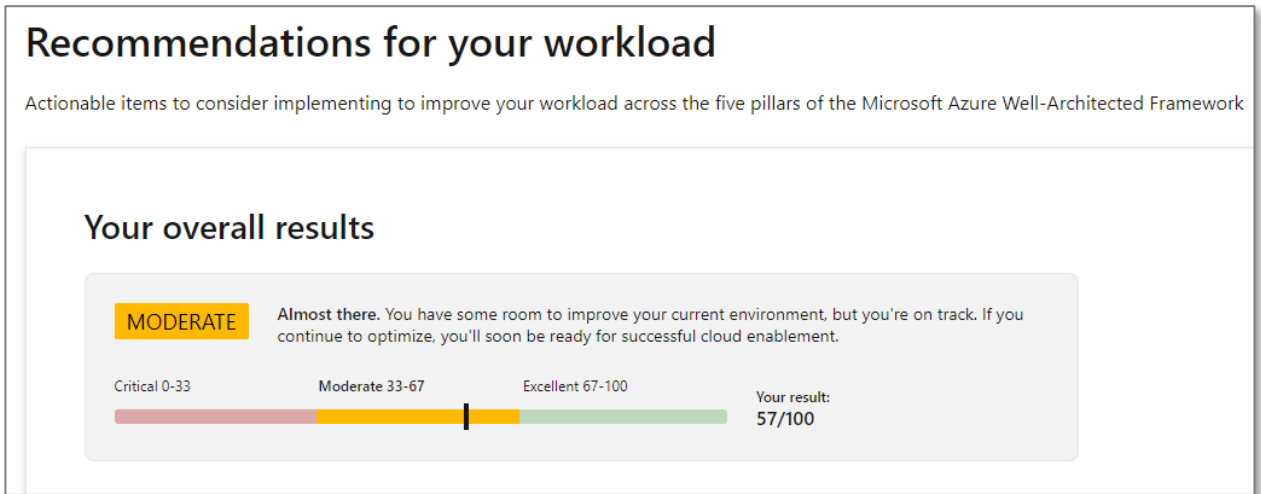 Recommendations for your workload
Actionable items to consider implementing to improve your workload across the five pillars of the Microsoft Azure Well-Architected Framework
Your overall results
MODERATE
Almost there. You have some room to improve your current environment, but you're on track. If you
continue to optimize, you'll soon be ready for successful cloud enablement.
Critical 0-33
Moderate 33-67
Excellent 67-100
Your result:
57/100